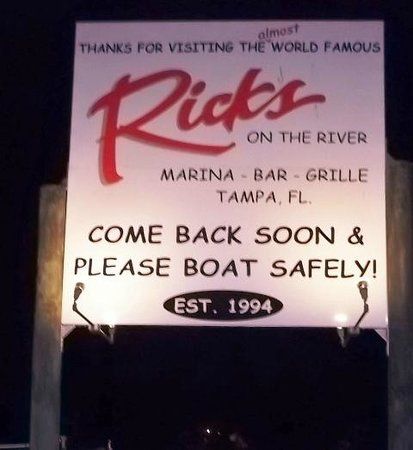 THANKS FOR VISITING THE almost WORLD FAMOUS
Rick's
ON THE RIVER
MARINA - BAR - GRILLE
TAMPA, FL.
COME BACK SOON &
PLEASE BOAT SAFELY!
EST. 1994